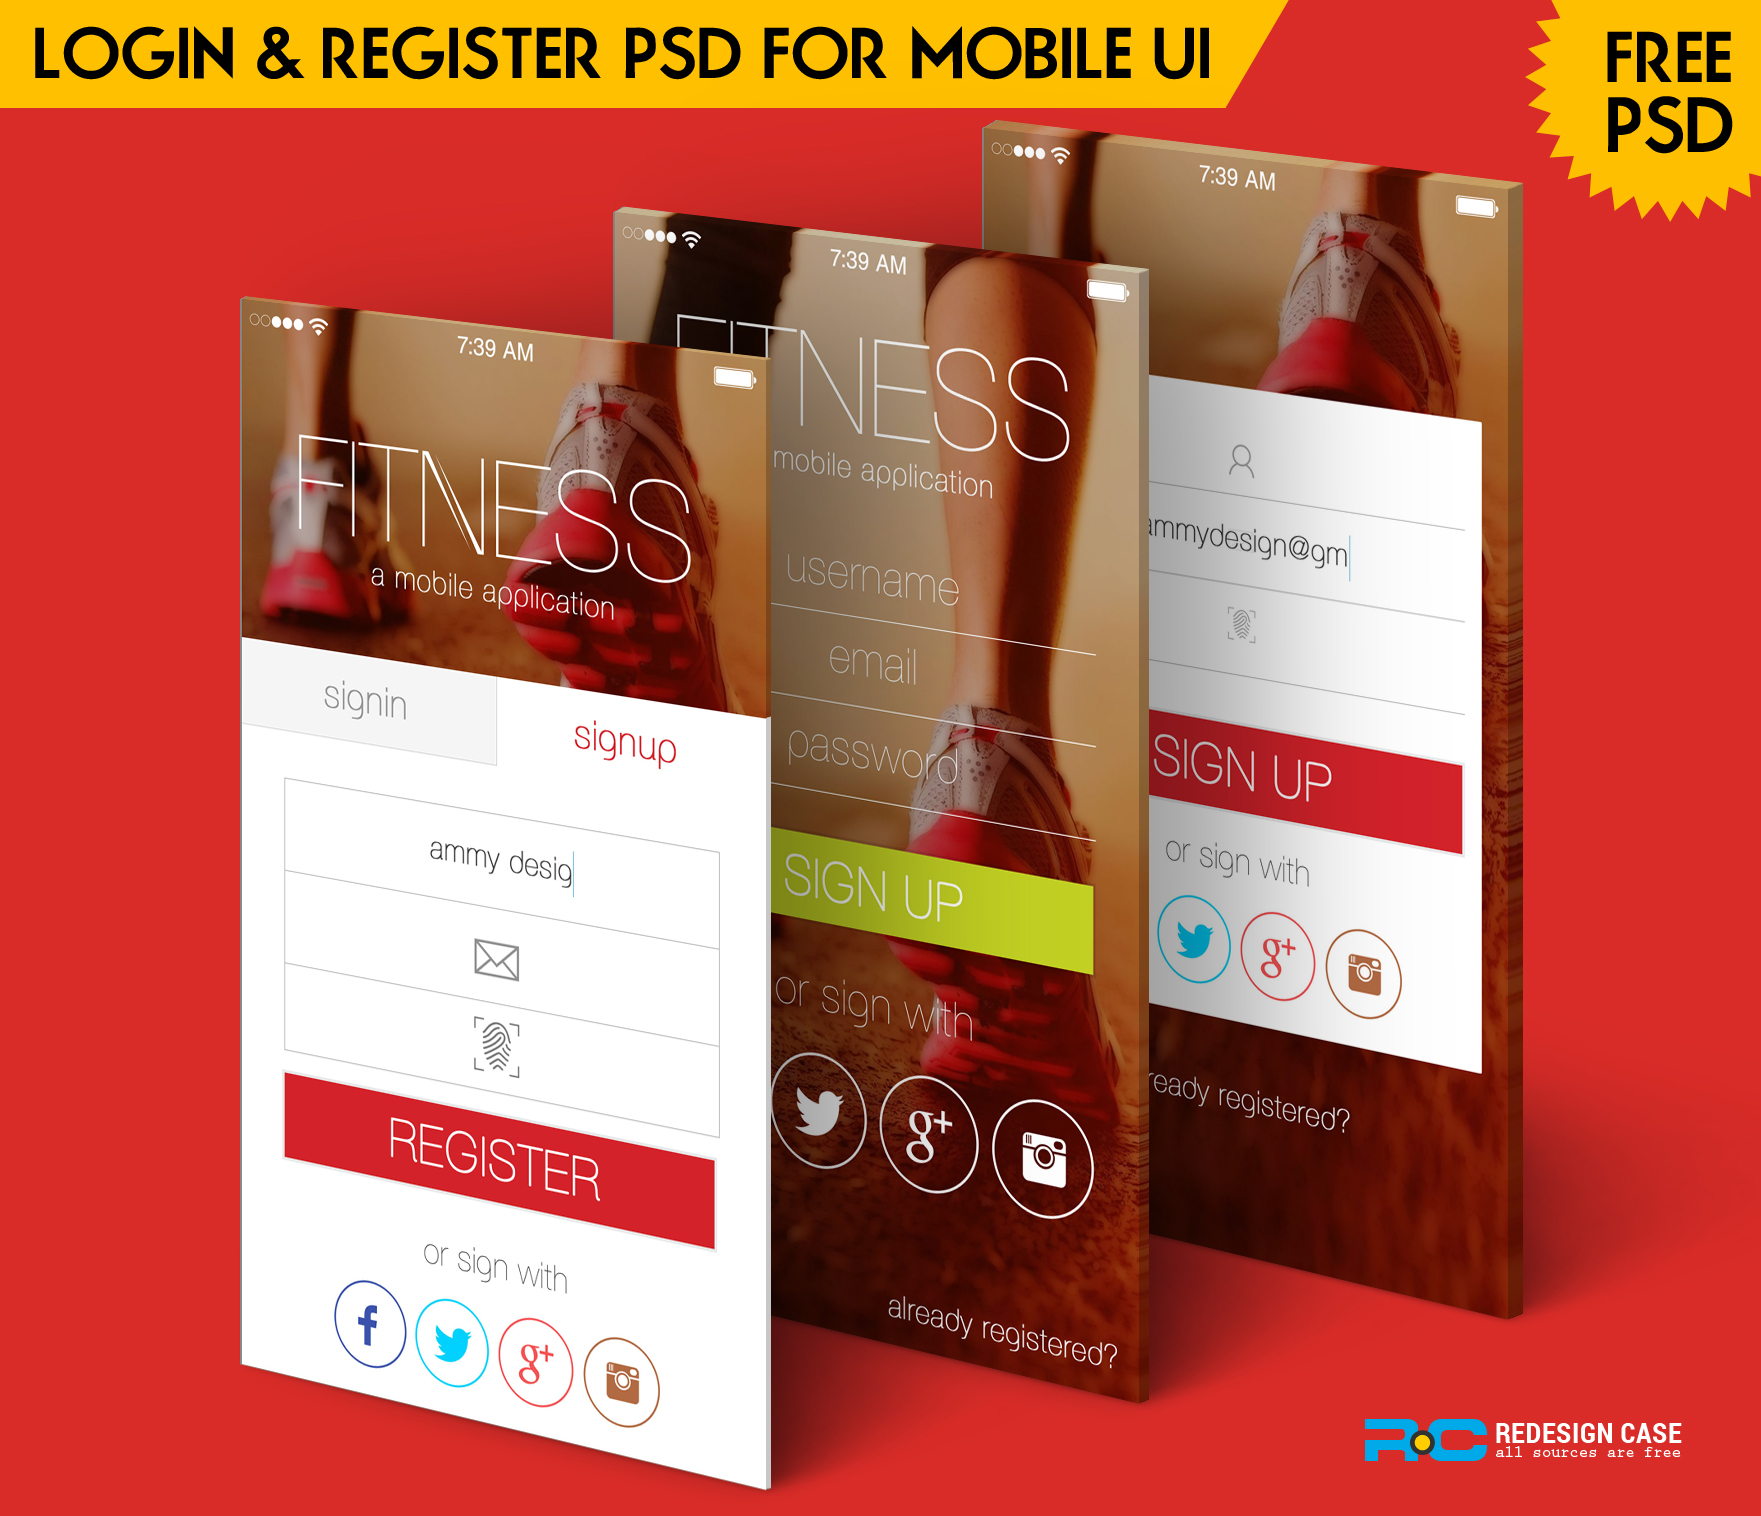 LOGIN & REGISTER PSD FOR MOBILE UI
FREE
PSD
7:39 AM
FITNESS
a mobile application
signin
signup
ammy desig
REGISTER
or sign with
f
g+
7:39 AM
FITNESS
mobile application
username
email
password
SIGN UP
or sign with
g+
already registered?
7:39 AM
ammydesign@gm
SIGN UP
or sign with
g+
ready registered?
RC
REDESIGN CASE
all sources are free